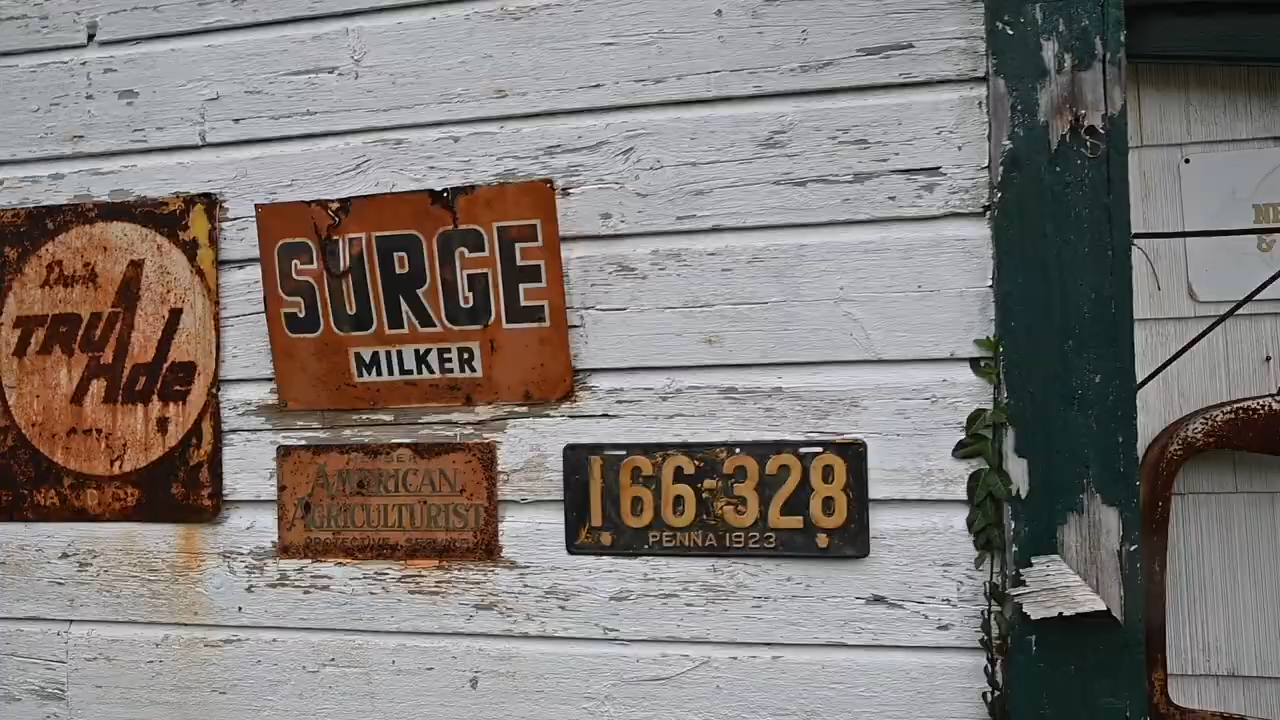 Drink
TRU
Ade
SURGE
MILKER
AMERICAN
AGRICULTURIST
PROTECTIVE SERVICE
166-328
PENNA 1923
&